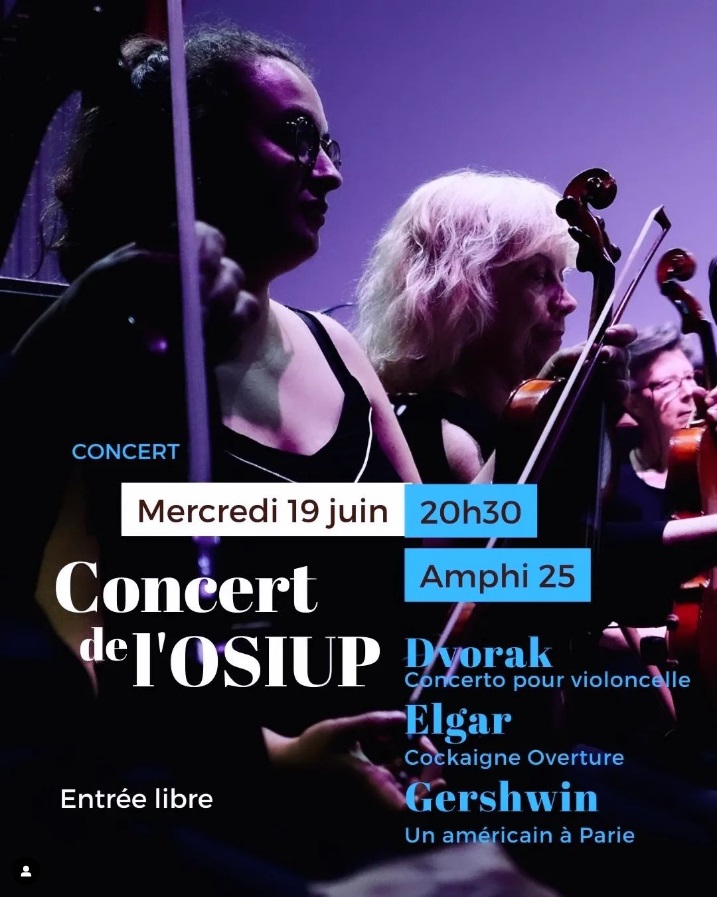 CONCERT
Mercredi 19 juin 20h30
Amphi 25
Concert
de l'OSIUP
Dvorak
Concerto pour violoncelle
Elgar
Cockaigne Overture
Gershwin
Un américain à Parie
Entrée libre